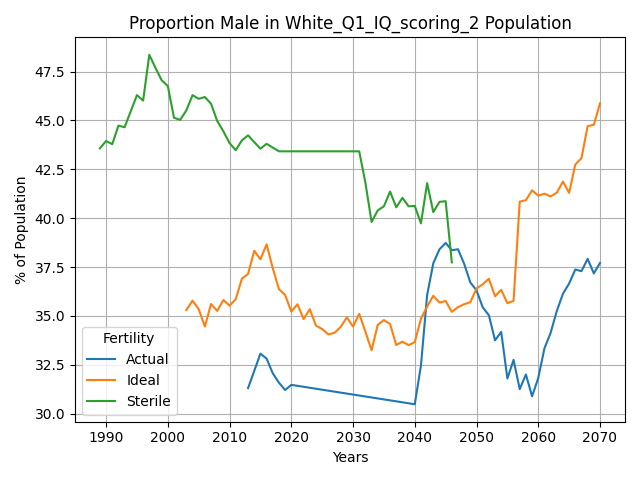 Proportion Male in White_Q1_IQ_scoring_2 Population
% of Population
47.5
45.0
42.5
40.0
37.5
35.0
32.5
30.0
Fertility
Actual
Ideal
Sterile
1990 2000 2010 2020 2030 2040 2050 2060 2070
Years